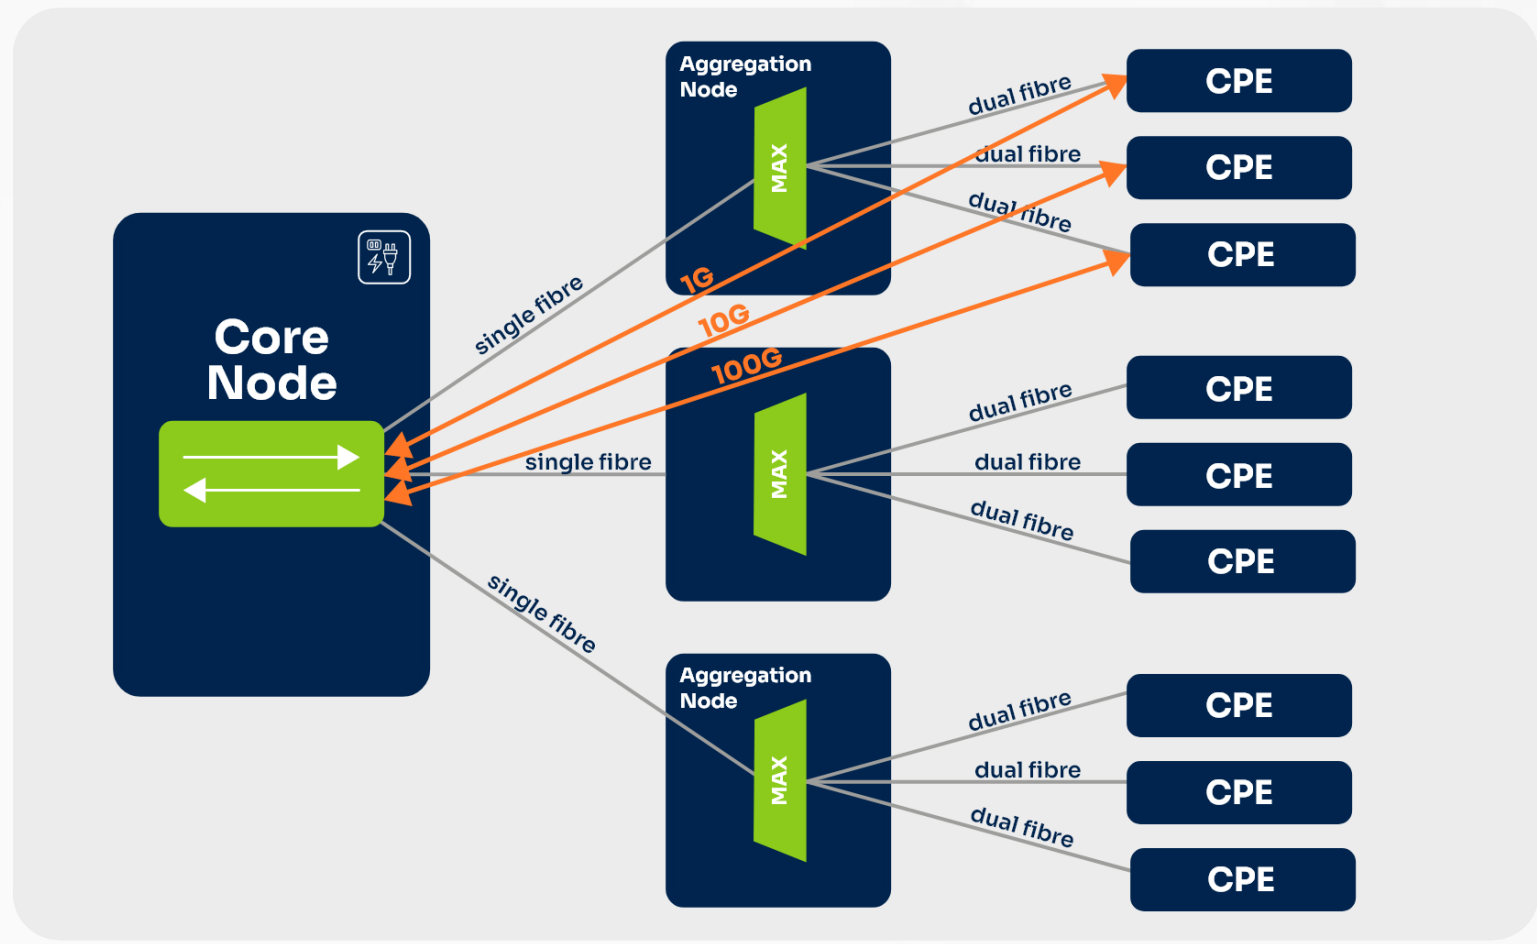 Core
Node
single fibre
single fibre
single fibre
1G
10G
100G
Aggregation
Node
MAX
dual fibre
dual fibre
dual fibre
CPE
CPE
CPE
MAX
dual fibre
dual fibre
dual fibre
CPE
CPE
CPE
Aggregation
Node
MAX
dual fibre
dual fibre
dual fibre
CPE
CPE
CPE